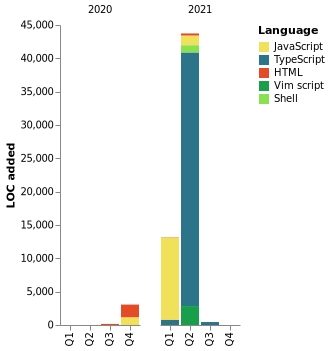 2020 2021
Language
JavaScript
TypeScript
HTML
Vim script
Shell
LOC added
45,000
40,000
35,000
30,000
25,000
20,000
15,000
10,000
5,000
0
Q1 Q2 Q3 Q4 Q1 Q2 Q3 Q4